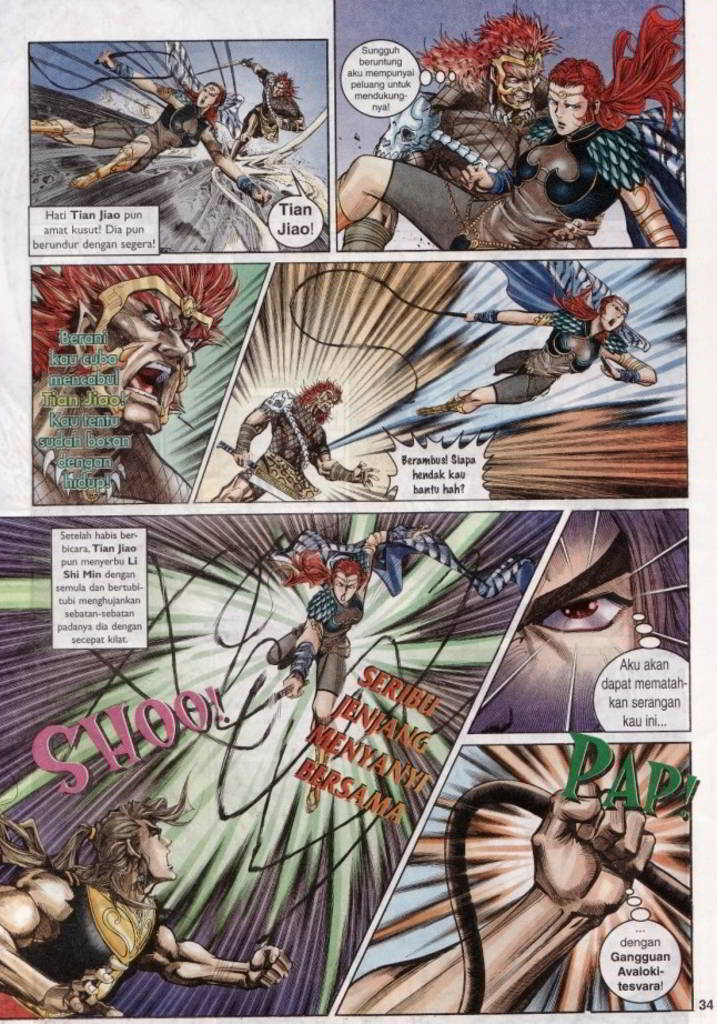 Hati Tian Jiao pun
amat kusut! Dia pun
berundur dengan segera!
Tian
Jiao!
Sungguh
beruntung
aku mempunyai
peluang untuk
mendukung-
nya!
Berani
kau cuba
mencabul
Tian Jiao!
Kau tentu
sudah bosan
dengan
hidup!
Berambus! Siapa
hendak kau
bantu hah?
Setelah habis ber-
bicara, Tian Jiao
pun menyerbu Li
Shi Min dengan
semula dan bertubi-
tubi menghujankan
sebatan-sebatan
padanya dia dengan
secepat kilat.
SHOO!
SERIBU
JENJANG
MENYANYI
BERSAMA
Aku akan
dapat mematah-
kan serangan
kau ini...
PAP!
...
dengan
Gangguan
Avaloki-
tesvara!
34